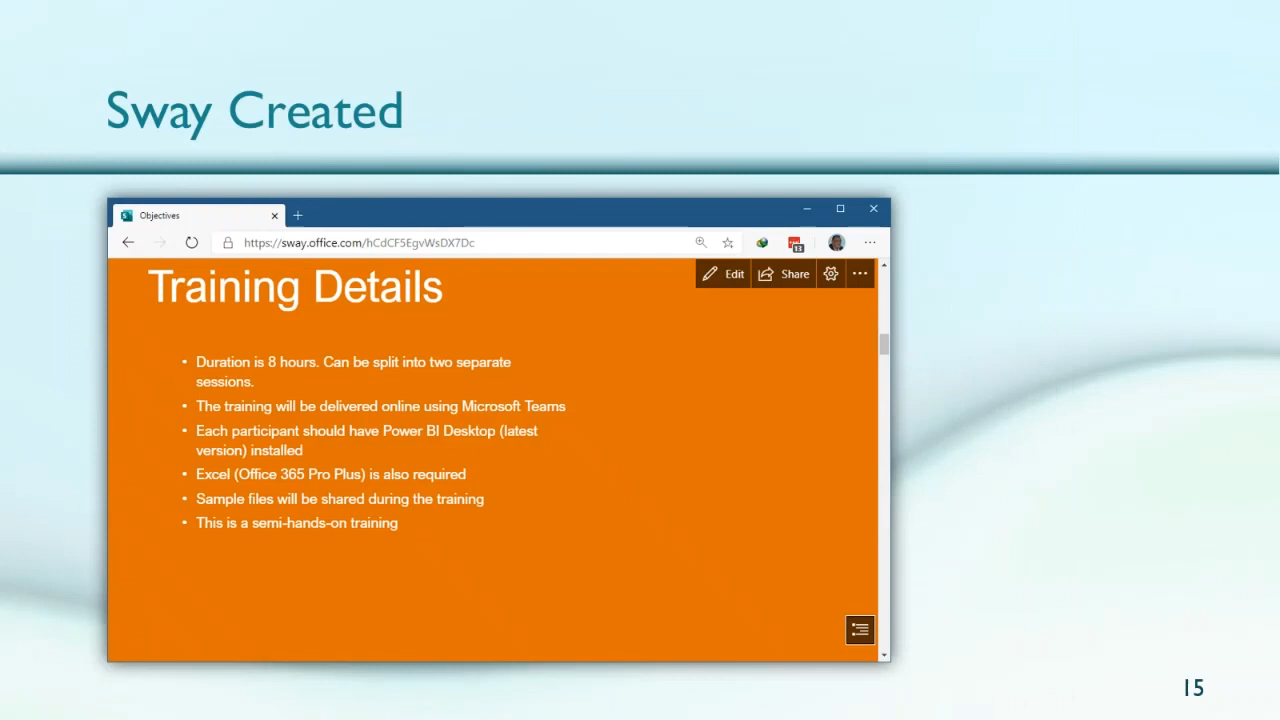 Sway Created
Objectives
https://sway.office.com/hCdCF5EgvWsDX7Dc
13
Training Details
Edit
Share
• Duration is 8 hours. Can be split into two separate
sessions.
• The training will be delivered online using Microsoft Teams
• Each participant should have Power BI Desktop (latest
version) installed
• Excel (Office 365 Pro Plus) is also required
• Sample files will be shared during the training
• This is a semi-hands-on training
15